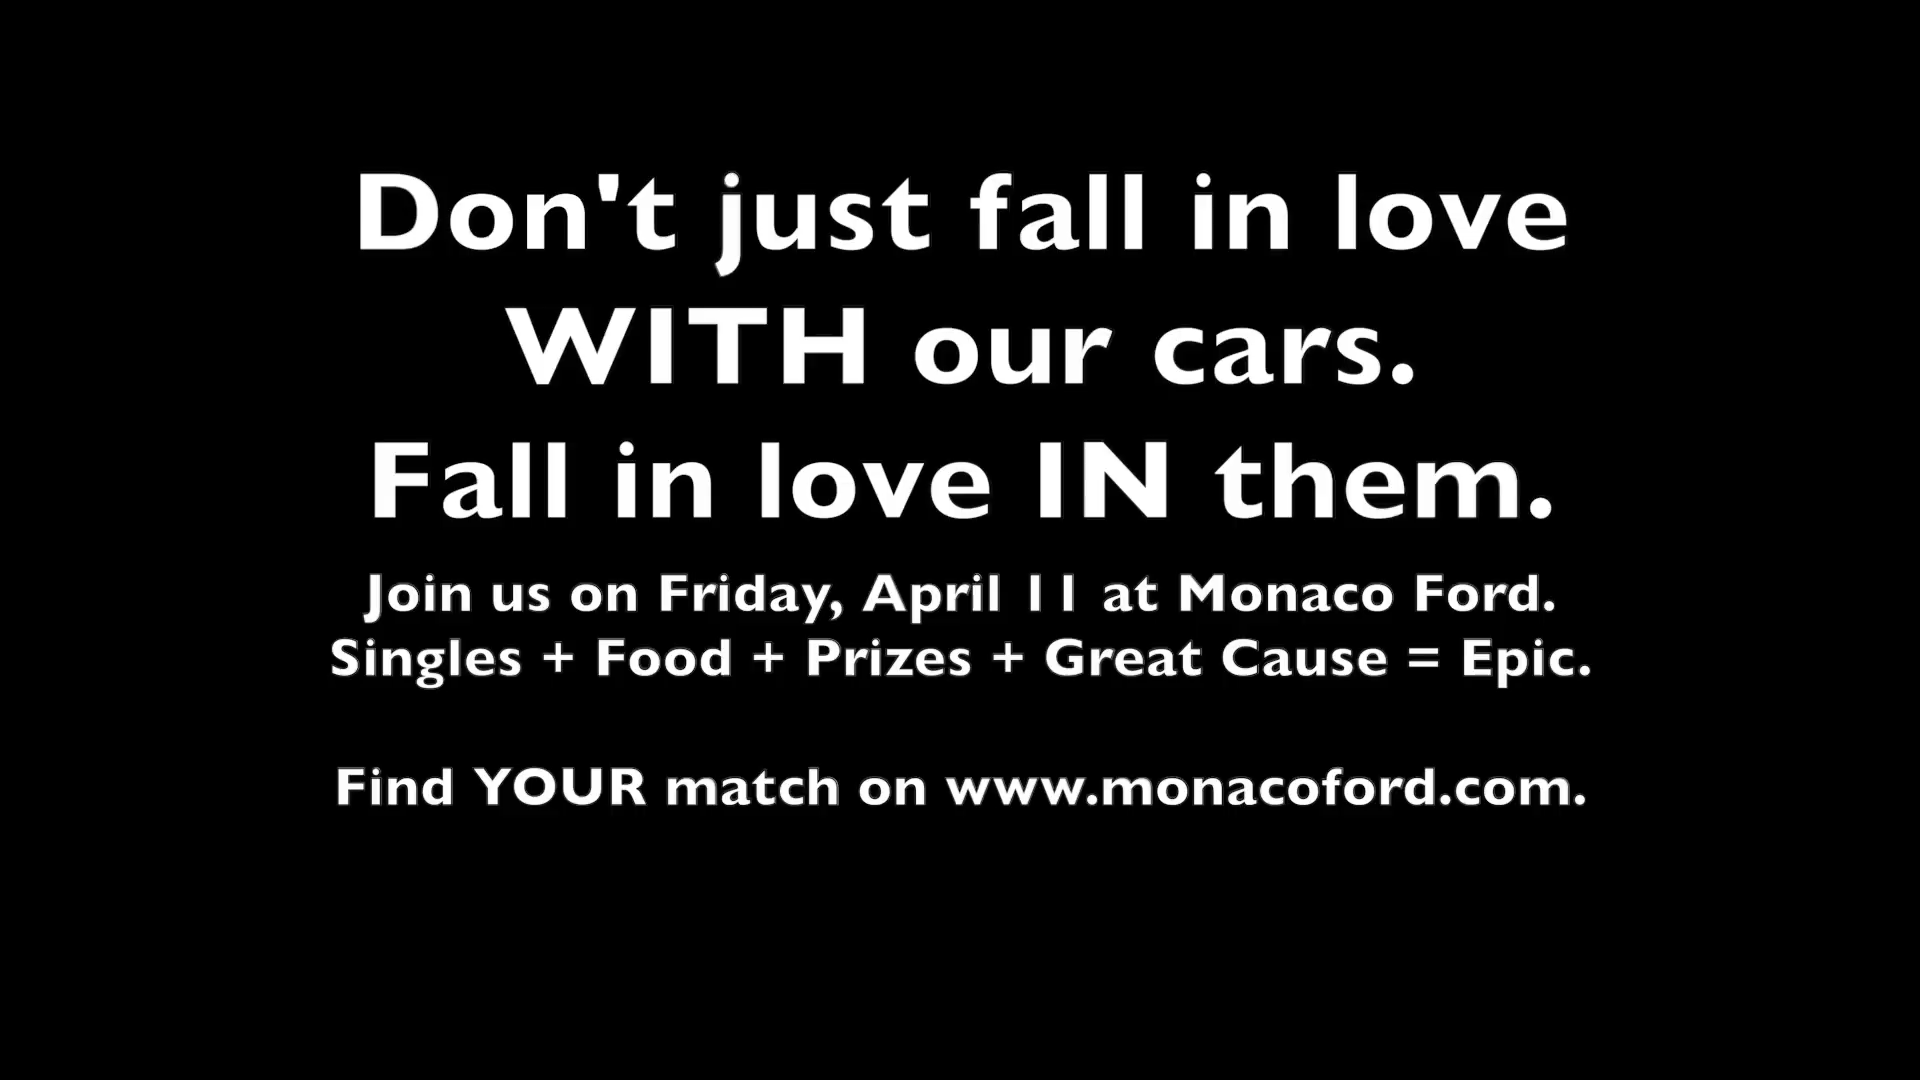 Don't just fall in love
WITH our cars.
Fall in love IN them.
Join us on Friday, April 11 at Monaco Ford.
Singles + Food + Prizes + Great Cause = Epic.
Find YOUR match on www.monacoford.com.